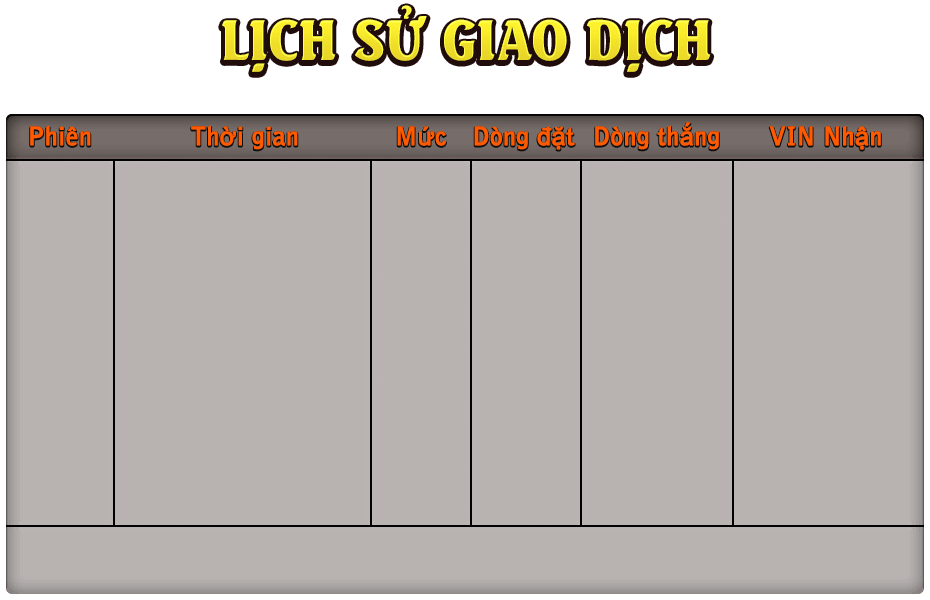 LỊCH SỬ GIAO DỊCH
Phiên Thời gian Mức Dòng đặt Dòng thắng VIN Nhận